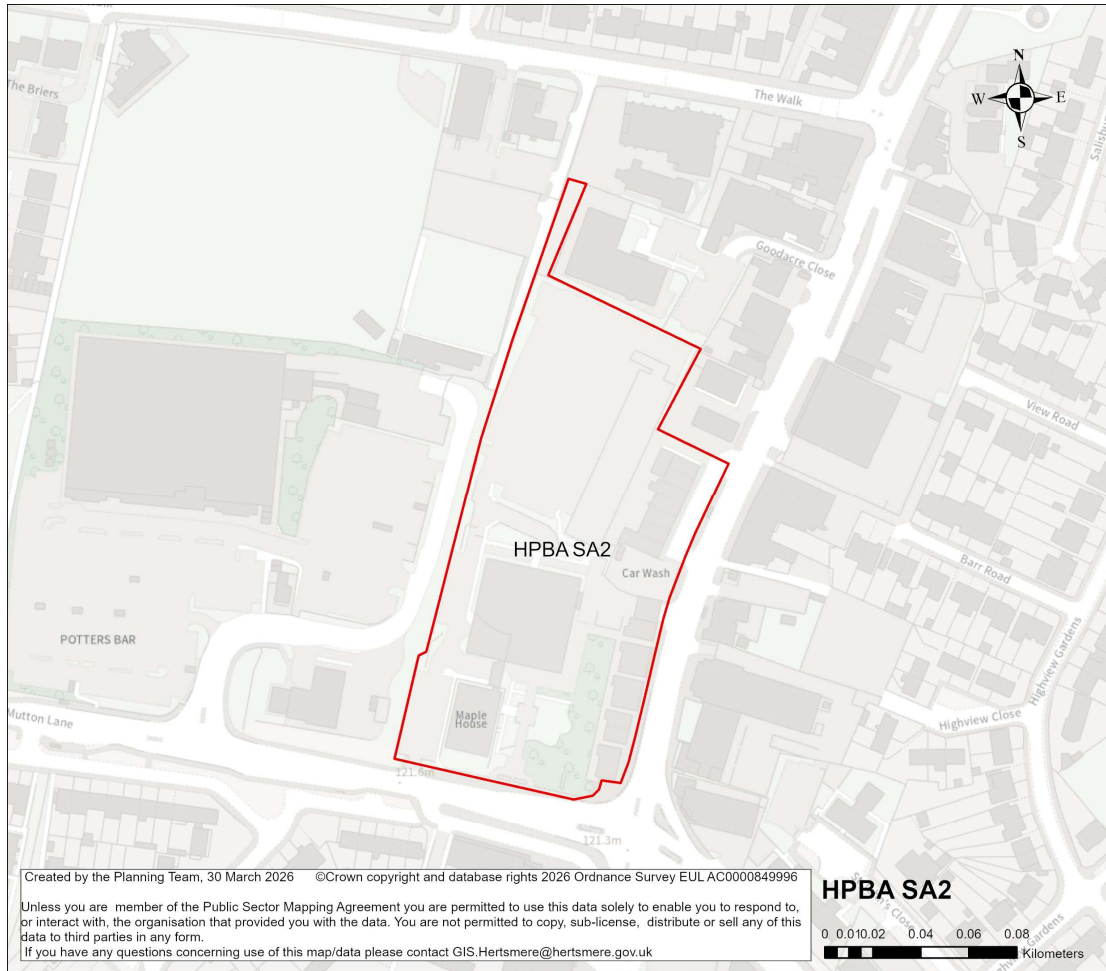 The Briers
The Walk
N
W
E
S
Goodacre Close
View Road
HPBA SA2
Car Wash
Barr Road
POTTERS BAR
Highview Gardens
Maple
House
Highview Close
Mutton Lane
121.6m
121.3m
Created by the Planning Team, 30 March 2026 ©Crown copyright and database rights 2026 Ordnance Survey EUL AC0000849996
Unless you are member of the Public Sector Mapping Agreement you are permitted to use this data solely to enable you to respond to,
or interact with, the organisation that provided you with the data. You are not permitted to copy, sub-license, distribute or sell any of this
data to third parties in any form.
If you have any questions concerning use of this map/data please contact GIS.Hertsmere@hertsmere.gov.uk
HPBA SA2
0 0.010.02 0.04 0.06 0.08
Kilometers